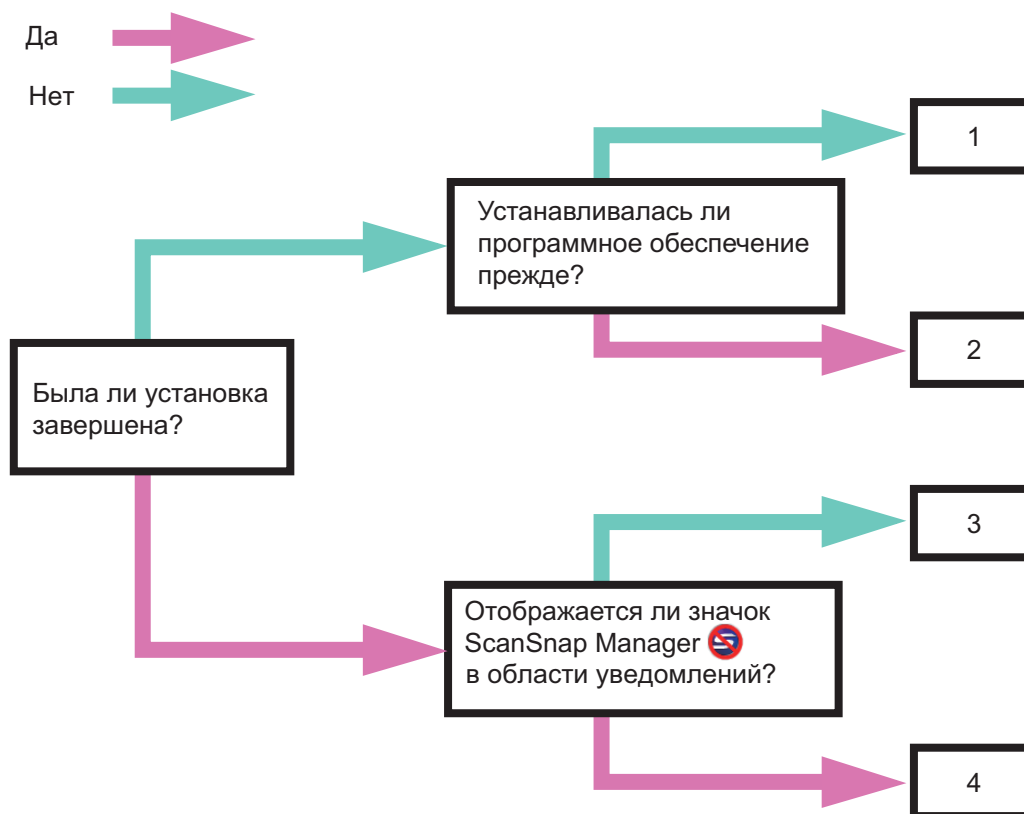 Да
Нет
1
Устанавливалась ли
программное обеспечение
прежде?
2
Была ли установка
завершена?
3
Отображается ли значок
ScanSnap Manager
в области уведомлений?
4